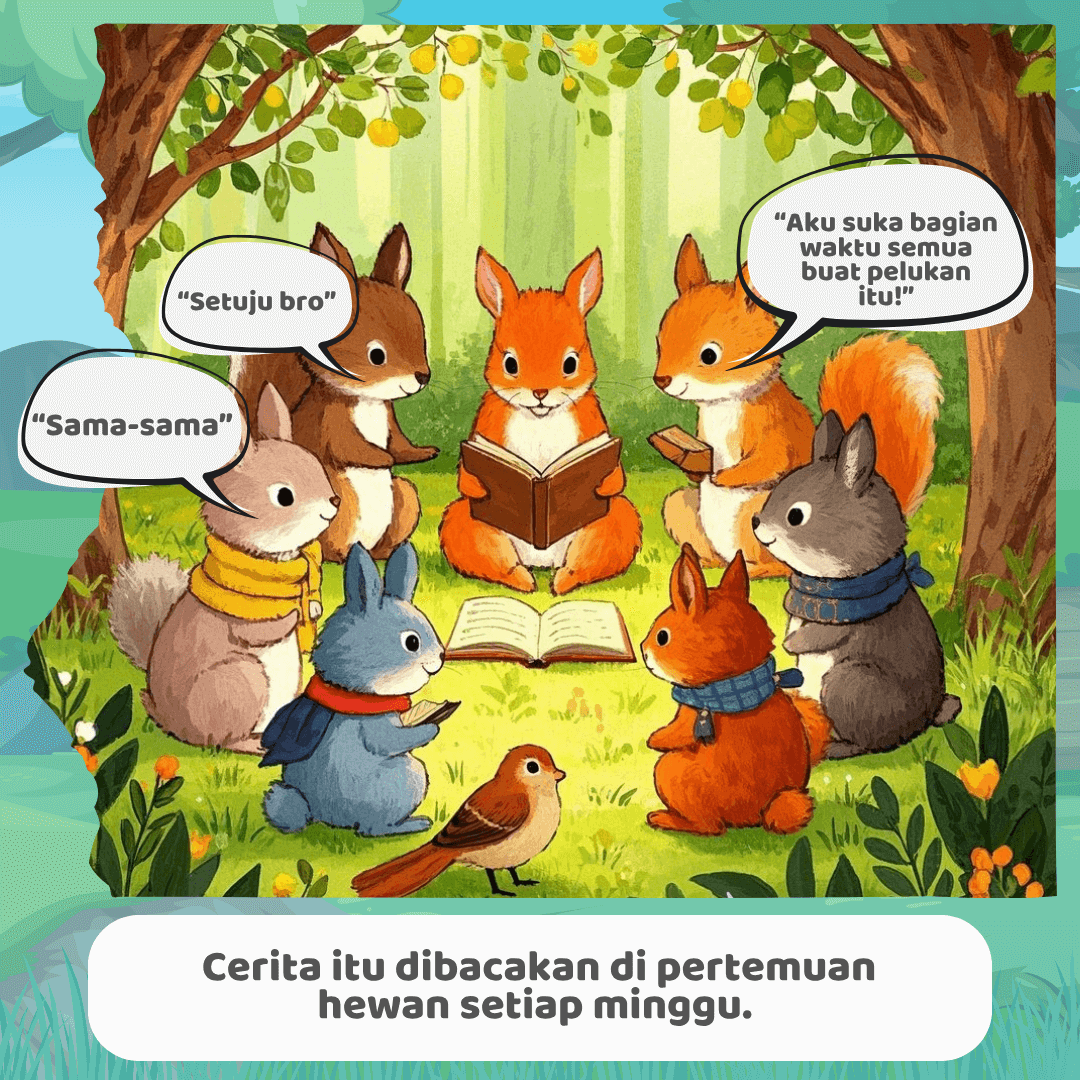 “Aku suka bagian
waktu semua
buat pelukan
itu!”
“Setuju bro”
“Sama-sama”
Cerita itu dibacakan di pertemuan
hewan setiap minggu.